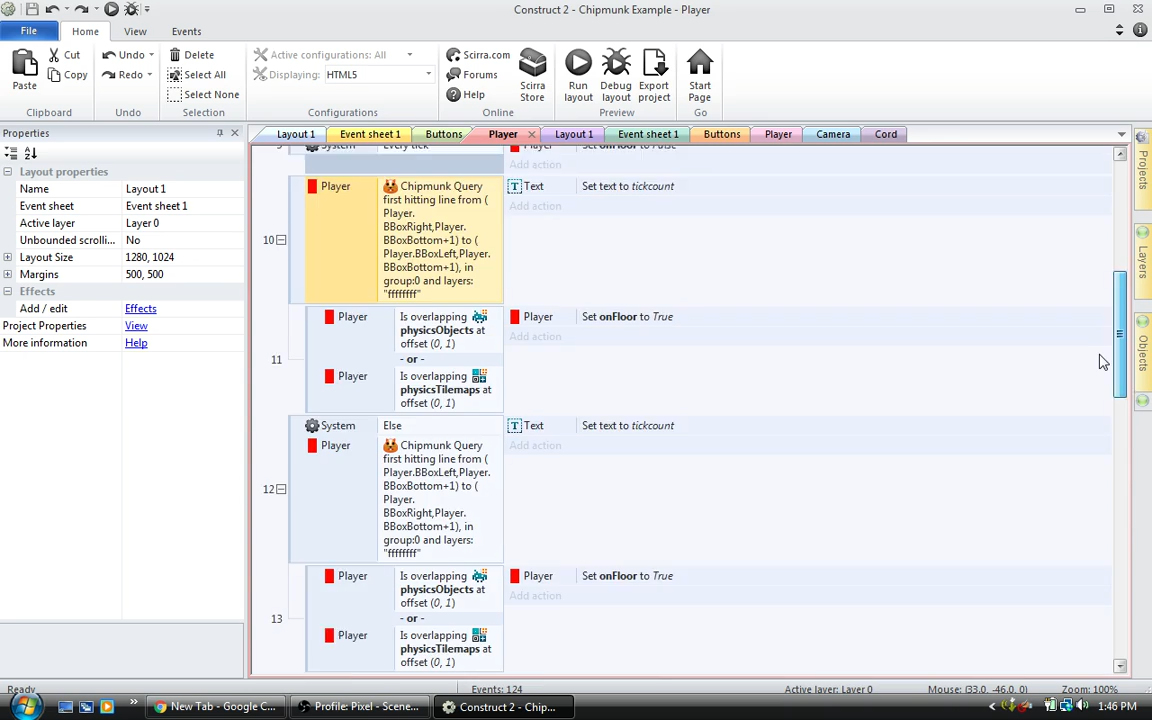 Construct 2 - Chipmunk Example - Player
File Home View Events
Paste Cut Copy
Clipboard
Undo Redo
Undo
Delete
Select All
Select None
Selection
Active configurations: All
Displaying: HTML5
Configurations
Scirra.com
Forums
Help
Scirra Store
Online
Run layout
Debug layout
Export project
Preview
Start Page
Go
Properties
Layout properties
Name Layout 1
Event sheet Event sheet 1
Active layer Layer 0
Unbounded scrolli... No
Layout Size 1280, 1024
Margins 500, 500
Effects
Add / edit Effects
Project Properties View
More information Help
Layout 1 Event sheet 1 Buttons Player Layout 1 Event sheet 1 Buttons Player Camera Cord
System Every tick Player Set onFloor to False
Add action
10
Player
Chipmunk Query
first hitting line from (
Player.
BBoxRight,Player.
BBoxBottom+1) to (
Player.BBoxLeft,Player.
BBoxBottom+1), in
group:0 and layers:
"ffffffff"
Text Set text to tickcount
Add action
11
Player
Is overlapping
physicsObjects at
offset (0, 1)
- or -
Player
Is overlapping
physicsTilemaps at
offset (0, 1)
Player Set onFloor to True
Add action
12
System Else
Player
Chipmunk Query
first hitting line from (
Player.BBoxLeft,Player.
BBoxBottom+1) to (
Player.
BBoxRight,Player.
BBoxBottom+1), in
group:0 and layers:
"ffffffff"
Text Set text to tickcount
Add action
13
Player
Is overlapping
physicsObjects at
offset (0, 1)
- or -
Player
Is overlapping
physicsTilemaps at
offset (0, 1)
Player Set onFloor to True
Add action
Projects
Layers
Objects
Ready Events: 124 Active layer: Layer 0 Mouse: (33.0, -46.0, 0) Zoom: 100%
New Tab - Google C... Profile: Pixel - Scene... Construct 2 - Chip... 1:46 PM